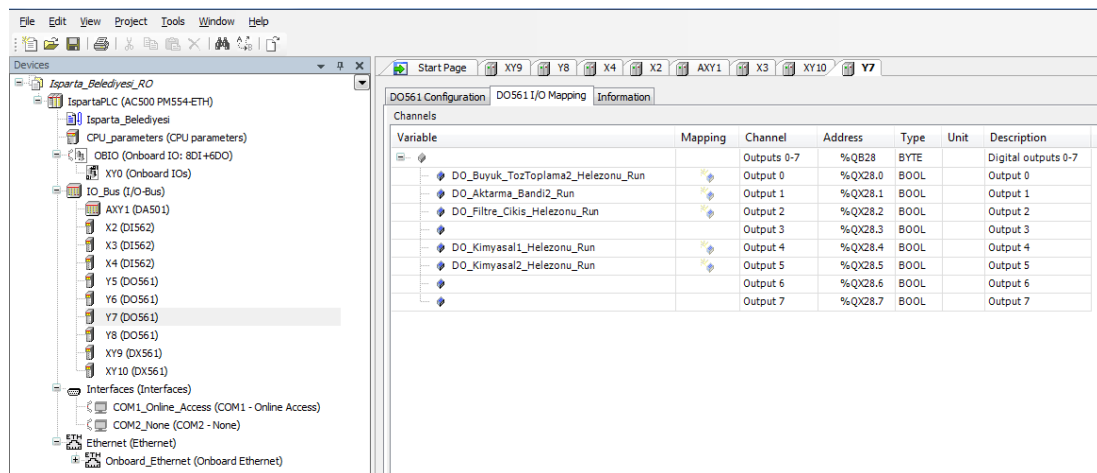 File Edit View Project Tools Window Help
Devices
Isparta_Belediyesi_RO
IspartaPLC (AC500 PM554-ETH)
Isparta_Belediyesi
CPU_parameters (CPU parameters)
OBIO (Onboard IO: 8DI+6DO)
XY0 (Onboard IOs)
IO_Bus (I/O-Bus)
AXY1 (DA501)
X2 (DI562)
X3 (DI562)
X4 (DI562)
Y5 (DO561)
Y6 (DO561)
Y7 (DO561)
Y8 (DO561)
XY9 (DX561)
XY10 (DX561)
Interfaces (Interfaces)
COM1_Online_Access (COM1 - Online Access)
COM2_None (COM2 - None)
Ethernet (Ethernet)
Onboard_Ethernet (Onboard Ethernet)
Start Page XY9 Y8 X4 X2 AXY1 X3 XY10 Y7
DO561 Configuration DO561 I/O Mapping Information
Channels
Variable Mapping Channel Address Type Unit Description
Outputs 0-7 %QB28 BYTE Digital outputs 0-7
DO_Buyuk_TozToplama2_Helezonu_Run Output 0 %QX28.0 BOOL Output 0
DO_Aktarma_Bandi2_Run Output 1 %QX28.1 BOOL Output 1
DO_Filtre_Cikis_Helezonu_Run Output 2 %QX28.2 BOOL Output 2
Output 3 %QX28.3 BOOL Output 3
DO_Kimyasal1_Helezonu_Run Output 4 %QX28.4 BOOL Output 4
DO_Kimyasal2_Helezonu_Run Output 5 %QX28.5 BOOL Output 5
Output 6 %QX28.6 BOOL Output 6
Output 7 %QX28.7 BOOL Output 7